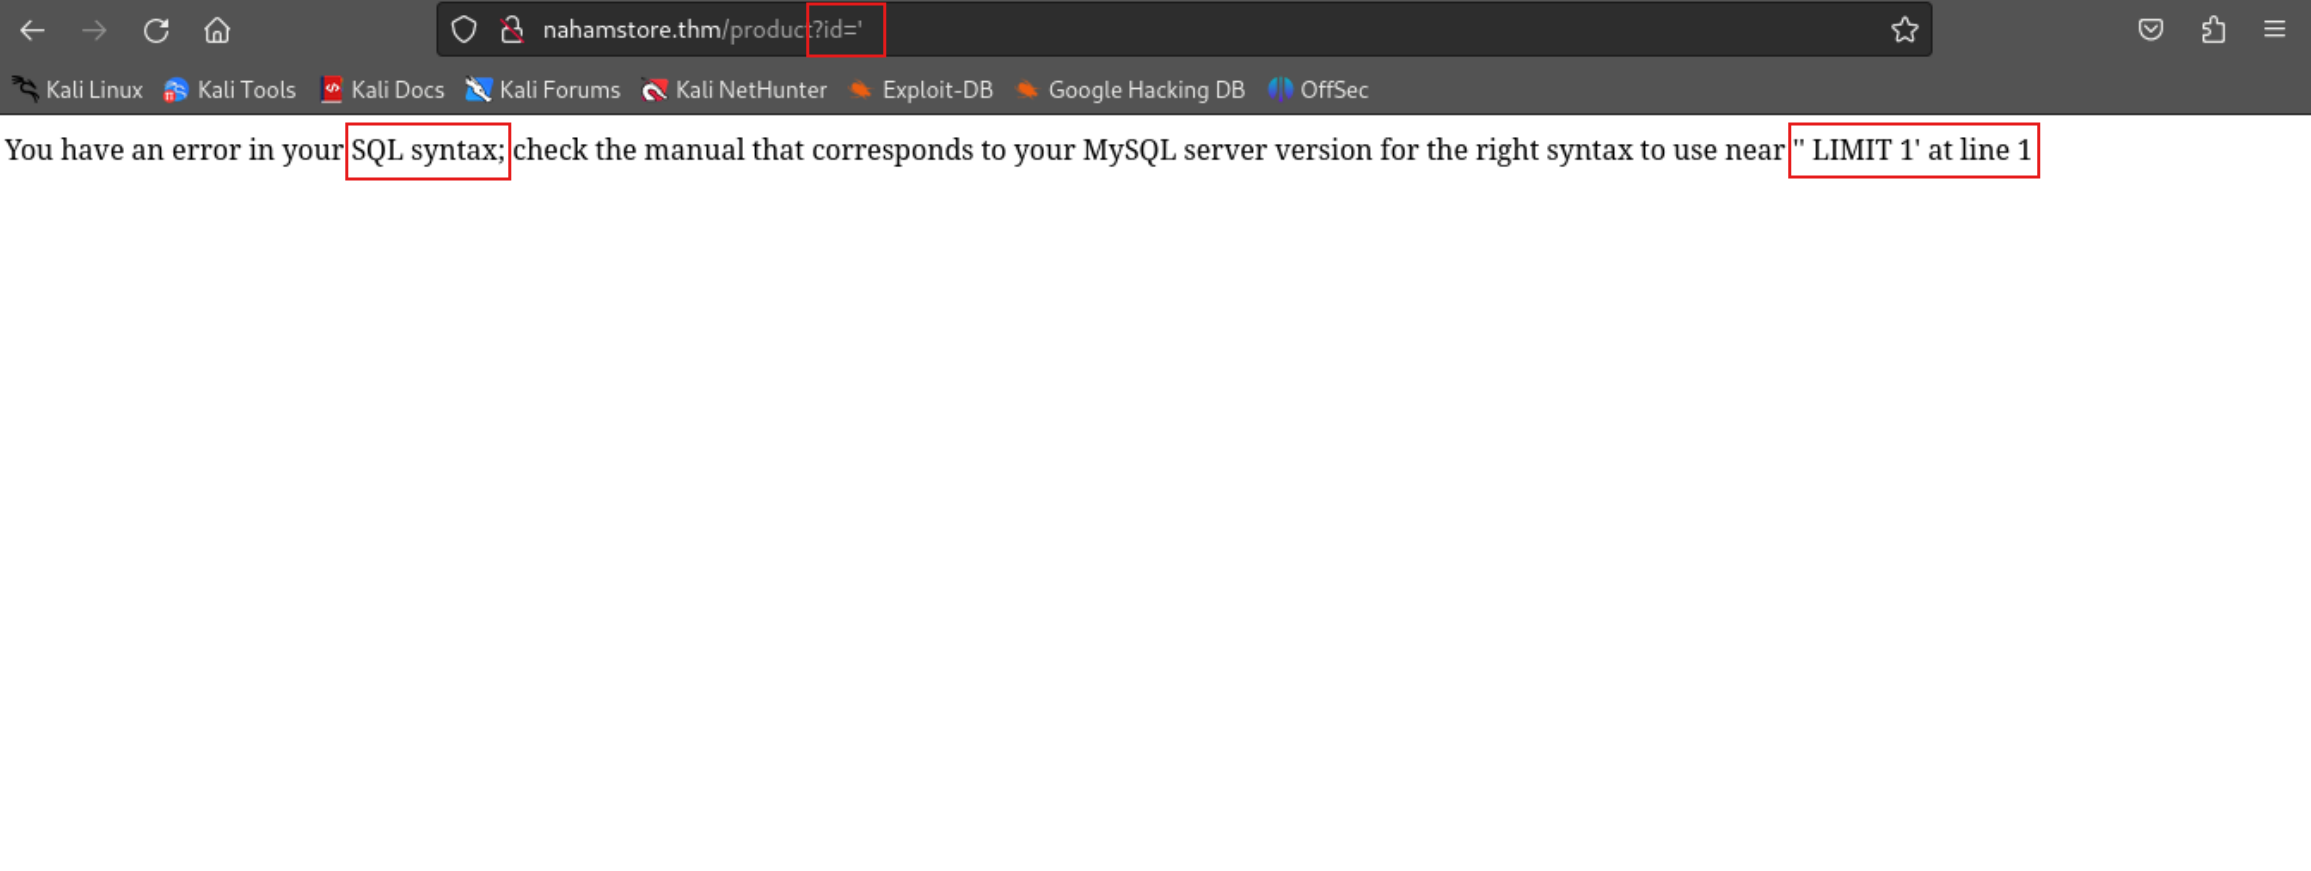 nahamstore.thm/product?id='
Kali Linux Kali Tools Kali Docs Kali Forums Kali NetHunter Exploit-DB Google Hacking DB OffSec
You have an error in your SQL syntax; check the manual that corresponds to your MySQL server version for the right syntax to use near '' LIMIT 1' at line 1